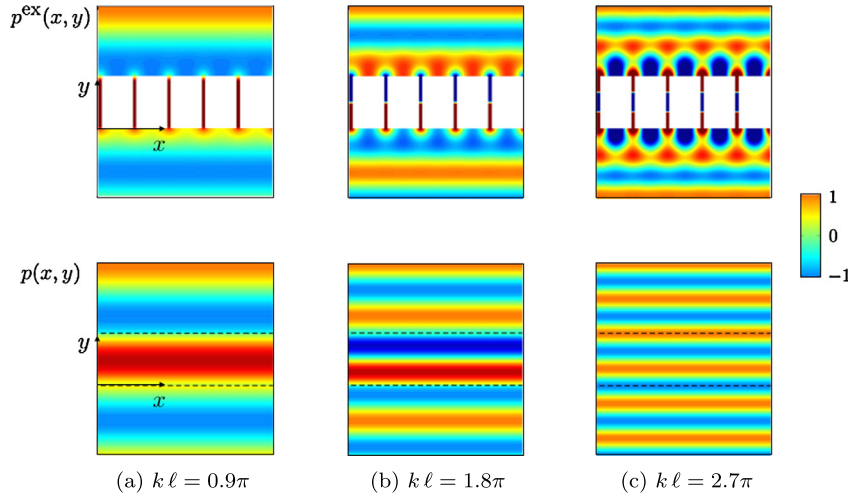 p^ex(x, y)
y
x
1
0
−1
p(x, y)
y
x
(a) k ℓ = 0.9π
(b) k ℓ = 1.8π
(c) k ℓ = 2.7π